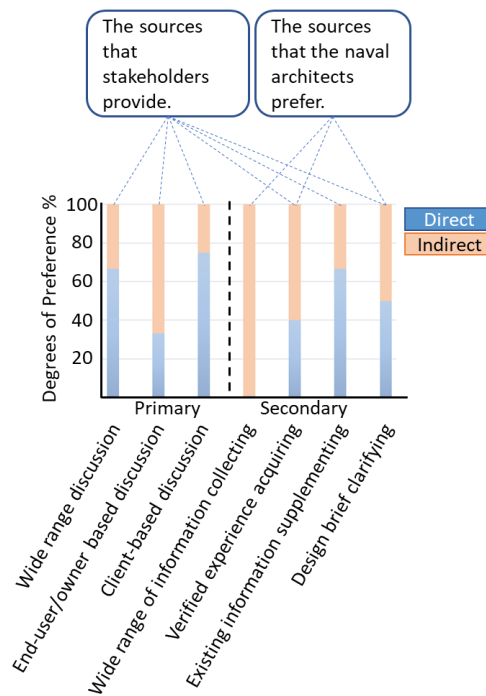 The sources
that
stakeholders
provide.
The sources
that the naval
architects
prefer.
Degrees of Preference %
100
80
60
40
20
Direct
Indirect
Primary
Secondary
Wide range discussion
End-user/owner based discussion
Client-based discussion
Wide range of information collecting
Verified experience acquiring
Existing information supplementing
Design brief clarifying